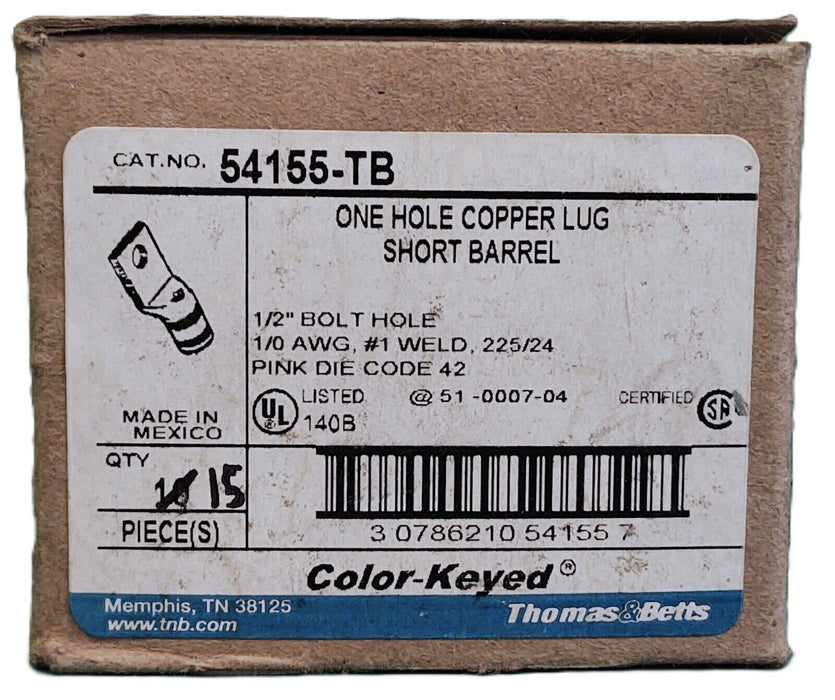 CAT.NO. 54155-TB
ONE HOLE COPPER LUG
SHORT BARREL
1/2" BOLT HOLE
1/0 AWG, #1 WELD, 225/24
PINK DIE CODE 42
UL LISTED 140B @ 51 -0007-04 CERTIFIED SA
MADE IN
MEXICO
QTY
15
PIECE(S)
3 0786210 54155 7
Color-Keyed®
Memphis, TN 38125
www.tnb.com
Thomas&Betts